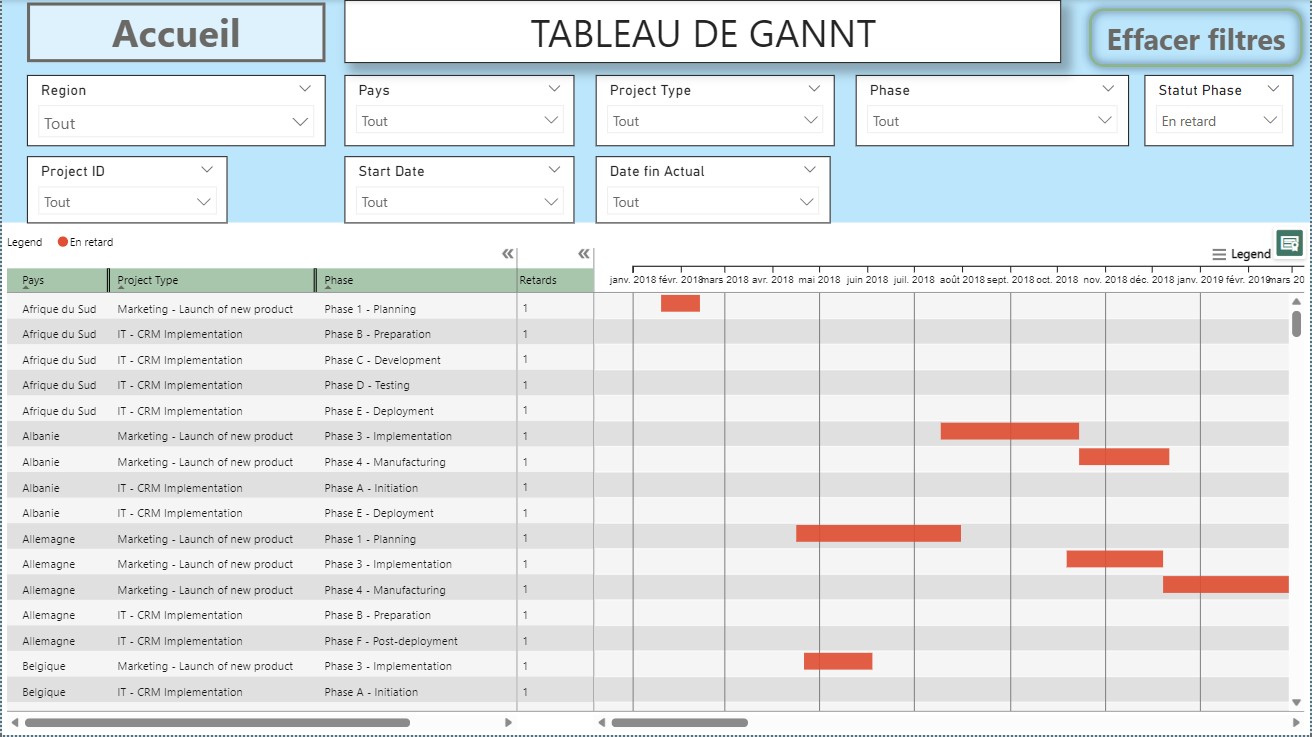 Accueil
TABLEAU DE GANNT
Effacer filtres
Region
Tout
Pays
Tout
Project Type
Tout
Phase
Tout
Statut Phase
En retard
Project ID
Tout
Start Date
Tout
Date fin Actual
Tout
Legend En retard
Legend
Pays Project Type Phase Retards
janv. 2018 févr. 2018 mars 2018 avr. 2018 mai 2018 juin 2018 juil. 2018 août 2018 sept. 2018 oct. 2018 nov. 2018 déc. 2018 janv. 2019 févr. 2019 mars 20
Afrique du Sud Marketing - Launch of new product Phase 1 - Planning 1
Afrique du Sud IT - CRM Implementation Phase B - Preparation 1
Afrique du Sud IT - CRM Implementation Phase C - Development 1
Afrique du Sud IT - CRM Implementation Phase D - Testing 1
Afrique du Sud IT - CRM Implementation Phase E - Deployment 1
Albanie Marketing - Launch of new product Phase 3 - Implementation 1
Albanie Marketing - Launch of new product Phase 4 - Manufacturing 1
Albanie IT - CRM Implementation Phase A - Initiation 1
Albanie IT - CRM Implementation Phase E - Deployment 1
Allemagne Marketing - Launch of new product Phase 1 - Planning 1
Allemagne Marketing - Launch of new product Phase 3 - Implementation 1
Allemagne Marketing - Launch of new product Phase 4 - Manufacturing 1
Allemagne IT - CRM Implementation Phase B - Preparation 1
Allemagne IT - CRM Implementation Phase F - Post-deployment 1
Belgique Marketing - Launch of new product Phase 3 - Implementation 1
Belgique IT - CRM Implementation Phase A - Initiation 1